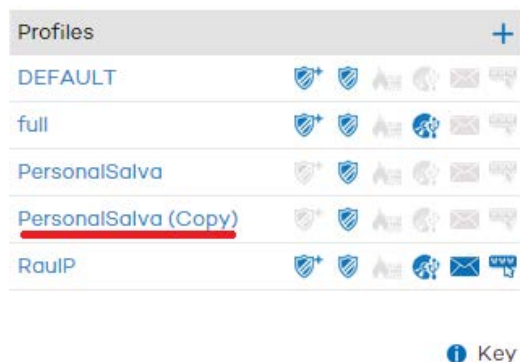 Profiles
DEFAULT
full
PersonalSalva
PersonalSalva (Copy)
RaulP
Key